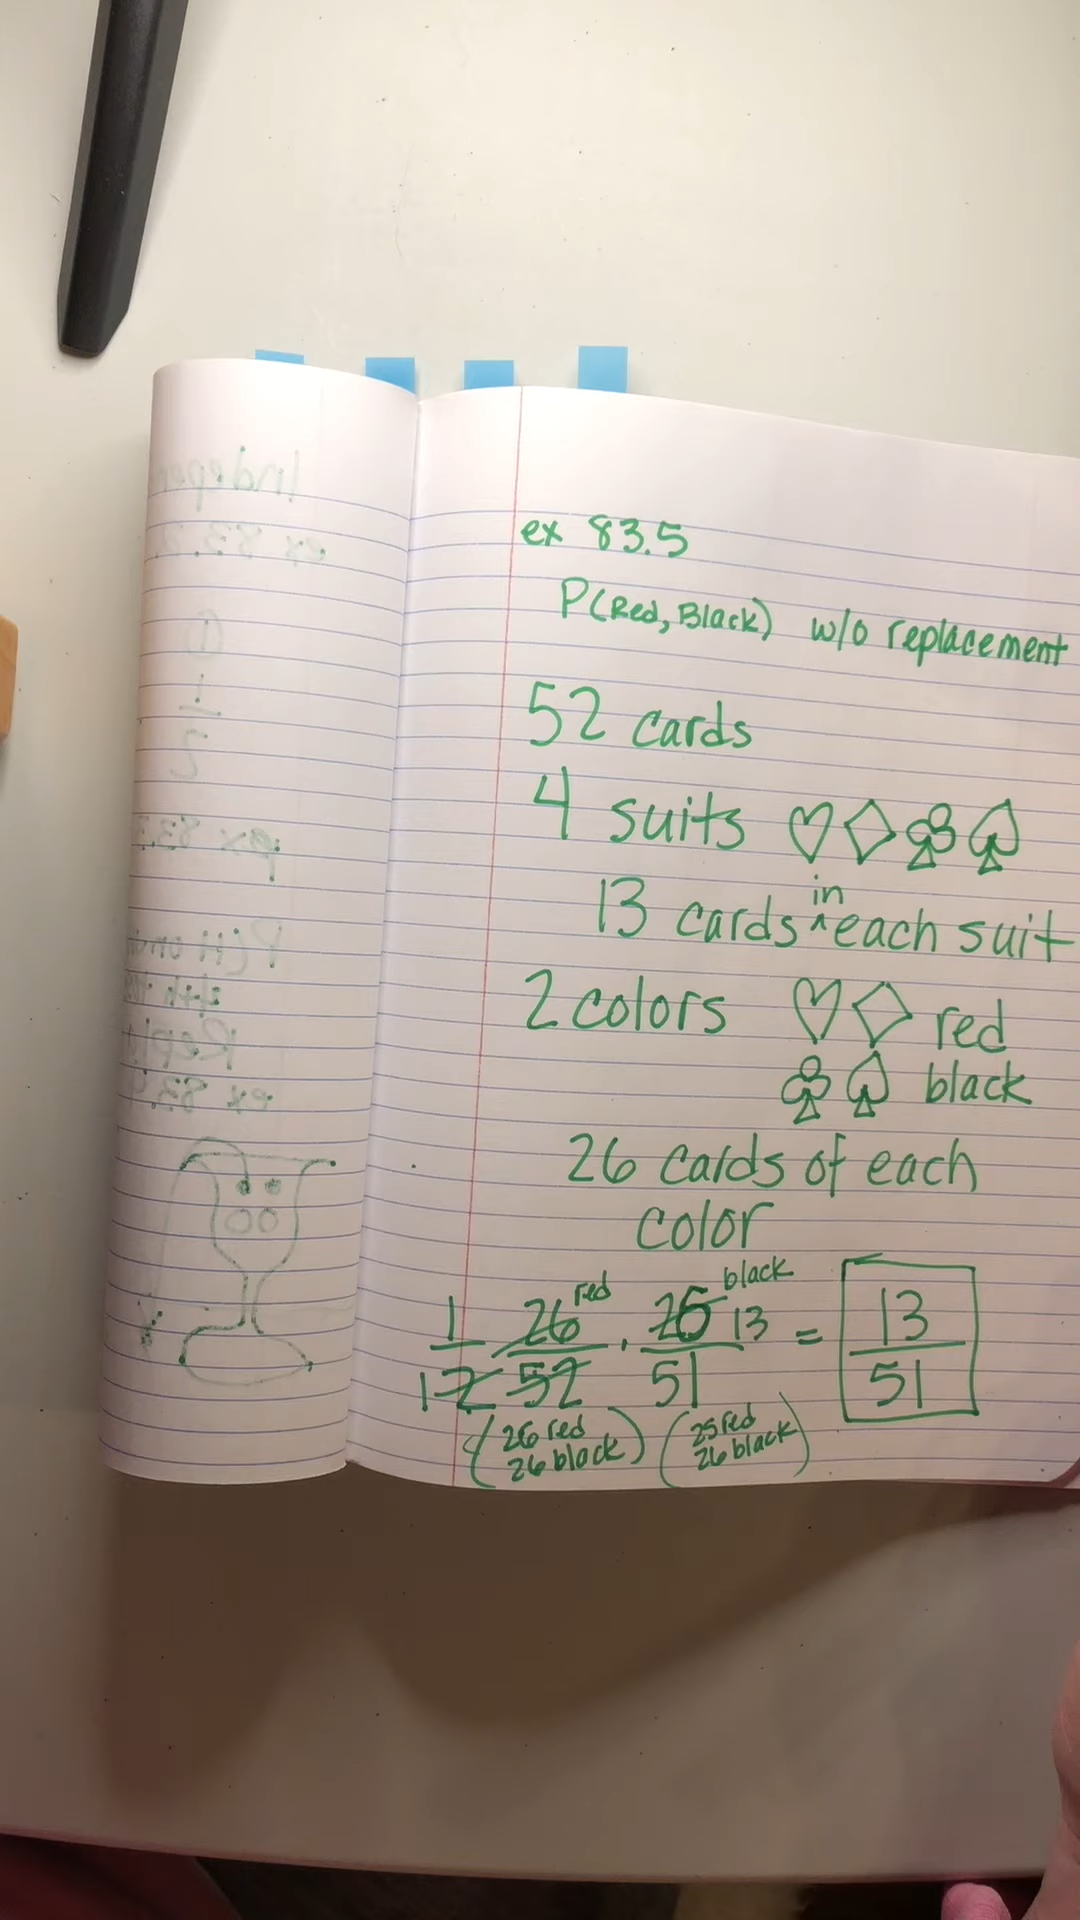 ex 83.5
P(Red, Black) w/o replacement
52 cards
4 suits ♡◇♧♤
13 cards in each suit
2 colors ♡◇ red
♧♤ black
26 cards of each
color
1/2 26/52 red · 26/51 black 13 = 13/51
1
(26 red 26 black) (25 red 26 black)